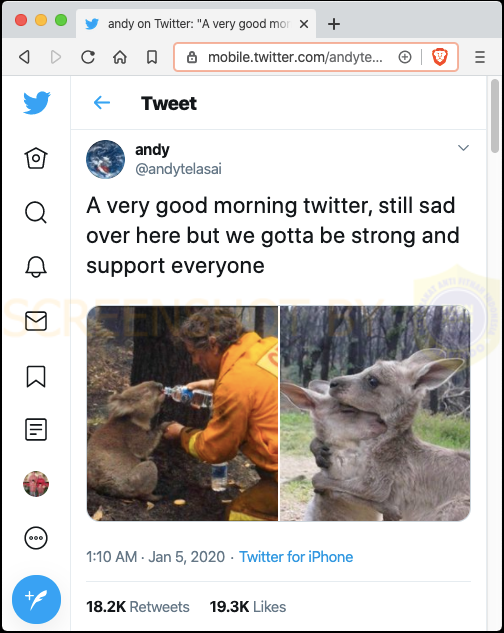 andy on Twitter: "A very good mor
mobile.twitter.com/andyte...
Tweet
andy
@andytelasai
A very good morning twitter, still sad
over here but we gotta be strong and
support everyone
SCREENSHOT BY
1:10 AM · Jan 5, 2020 · Twitter for iPhone
18.2K Retweets 19.3K Likes